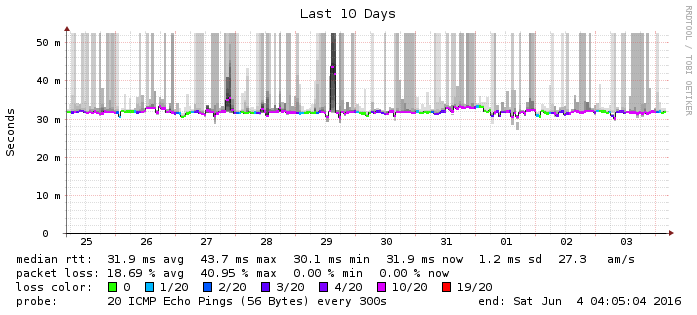 Last 10 Days
RRDTOOL / TOBI OETIKER
Seconds
50 m
40 m
30 m
20 m
10 m
0
25 26 27 28 29 30 31 01 02 03
median rtt: 31.9 ms avg 43.7 ms max 30.1 ms min 31.9 ms now 1.2 ms sd 27.3 am/s
packet loss: 18.69 % avg 40.95 % max 0.00 % min 0.00 % now
loss color: 0 1/20 2/20 3/20 4/20 10/20 19/20
probe: 20 ICMP Echo Pings (56 Bytes) every 300s end: Sat Jun 4 04:05:04 2016